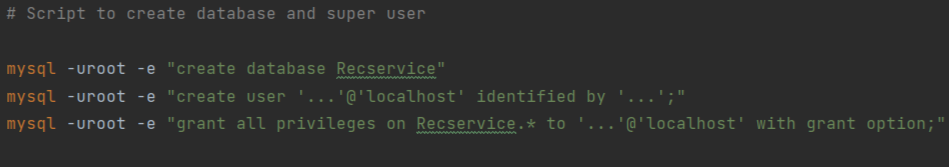 # Script to create database and super user
mysql -uroot -e "create database Recservice"
mysql -uroot -e "create user '...'@'localhost' identified by '...';"
mysql -uroot -e "grant all privileges on Recservice.* to '...'@'localhost' with grant option;"